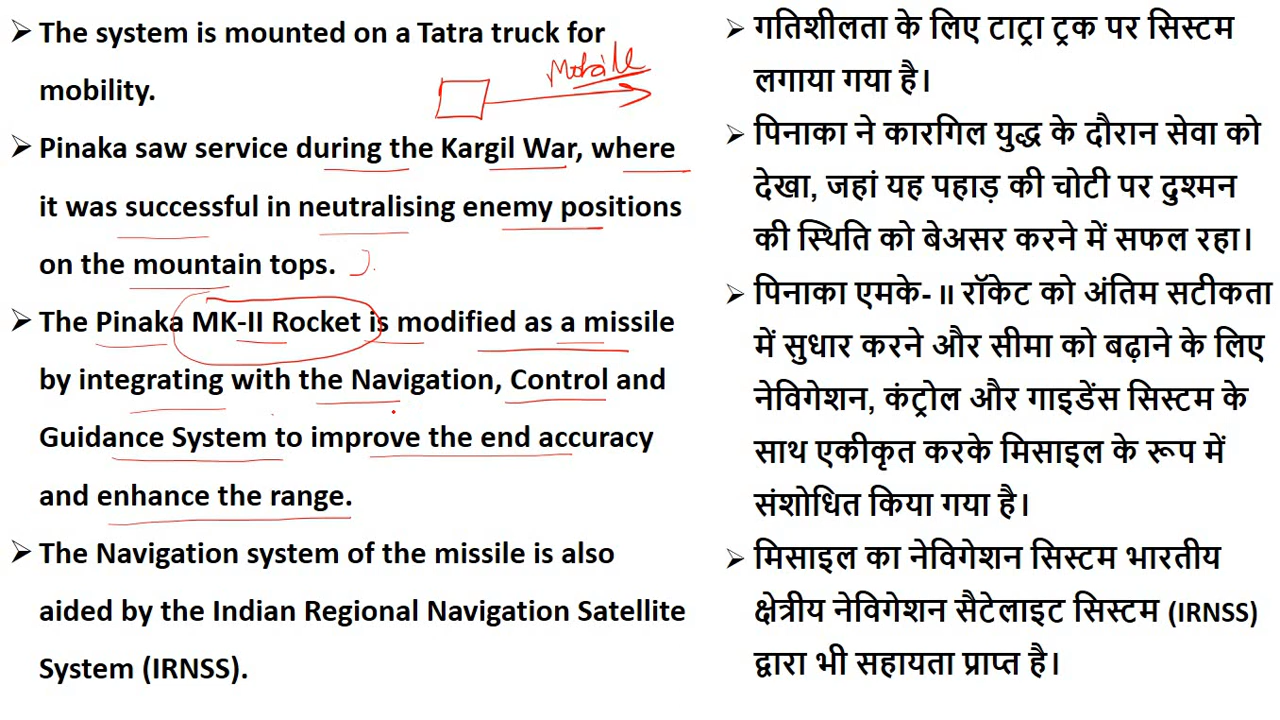 ➢ The system is mounted on a Tatra truck for
mobility.
Mobile
➢ Pinaka saw service during the Kargil War, where
it was successful in neutralising enemy positions
on the mountain tops.
➢ The Pinaka MK-II Rocket is modified as a missile
by integrating with the Navigation, Control and
Guidance System to improve the end accuracy
and enhance the range.
➢ The Navigation system of the missile is also
aided by the Indian Regional Navigation Satellite
System (IRNSS).
➢ गतिशीलता के लिए टाट्रा ट्रक पर सिस्टम
लगाया गया है।
➢ पिनाका ने कारगिल युद्ध के दौरान सेवा को
देखा, जहां यह पहाड़ की चोटी पर दुश्मन
की स्थिति को बेअसर करने में सफल रहा।
➢ पिनाका एमके-॥ रॉकेट को अंतिम सटीकता
में सुधार करने और सीमा को बढ़ाने के लिए
नेविगेशन, कंट्रोल और गाइडेंस सिस्टम के
साथ एकीकृत करके मिसाइल के रूप में
संशोधित किया गया है।
➢ मिसाइल का नेविगेशन सिस्टम भारतीय
क्षेत्रीय नेविगेशन सैटेलाइट सिस्टम (IRNSS)
द्वारा भी सहायता प्राप्त है।